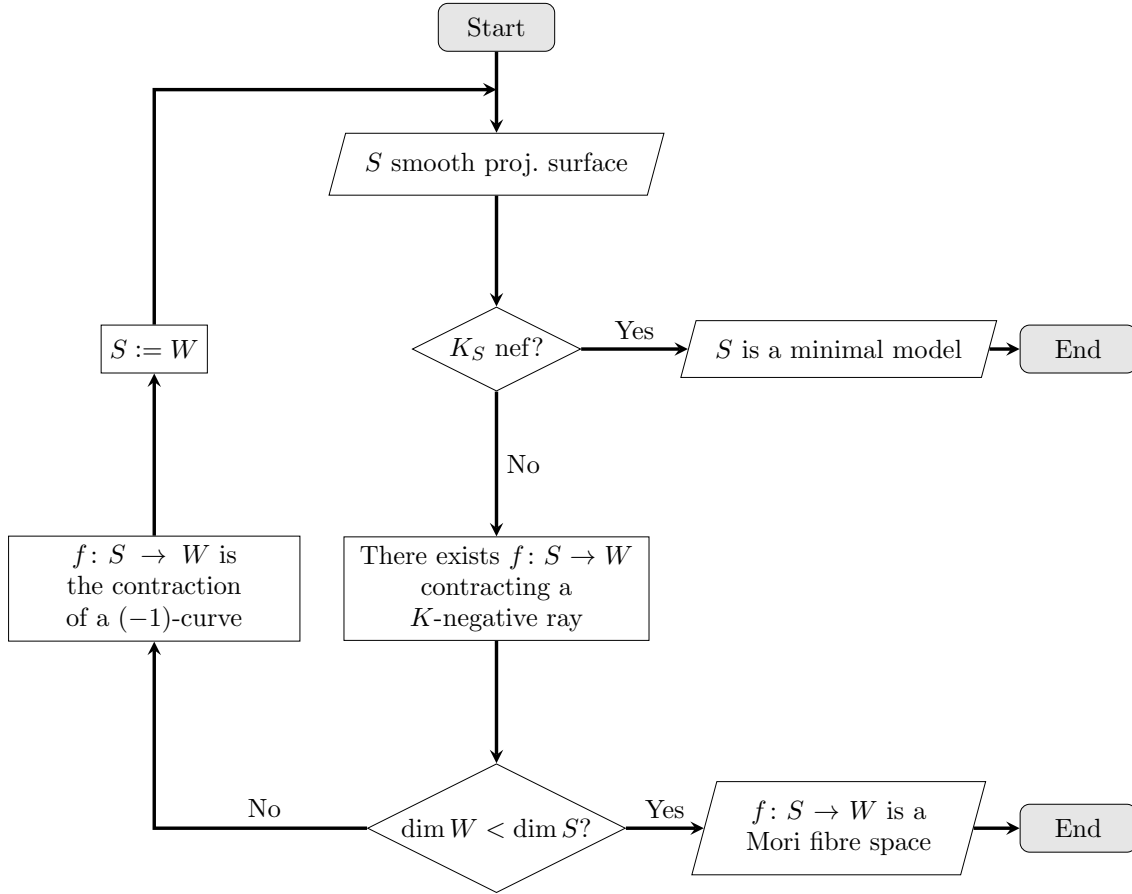 Start
S smooth proj. surface
K_S nef?
Yes
S is a minimal model
End
S := W
No
f: S → W is
the contraction
of a (−1)-curve
There exists f: S → W
contracting a
K-negative ray
No
dim W < dim S?
Yes
f: S → W is a
Mori fibre space
End